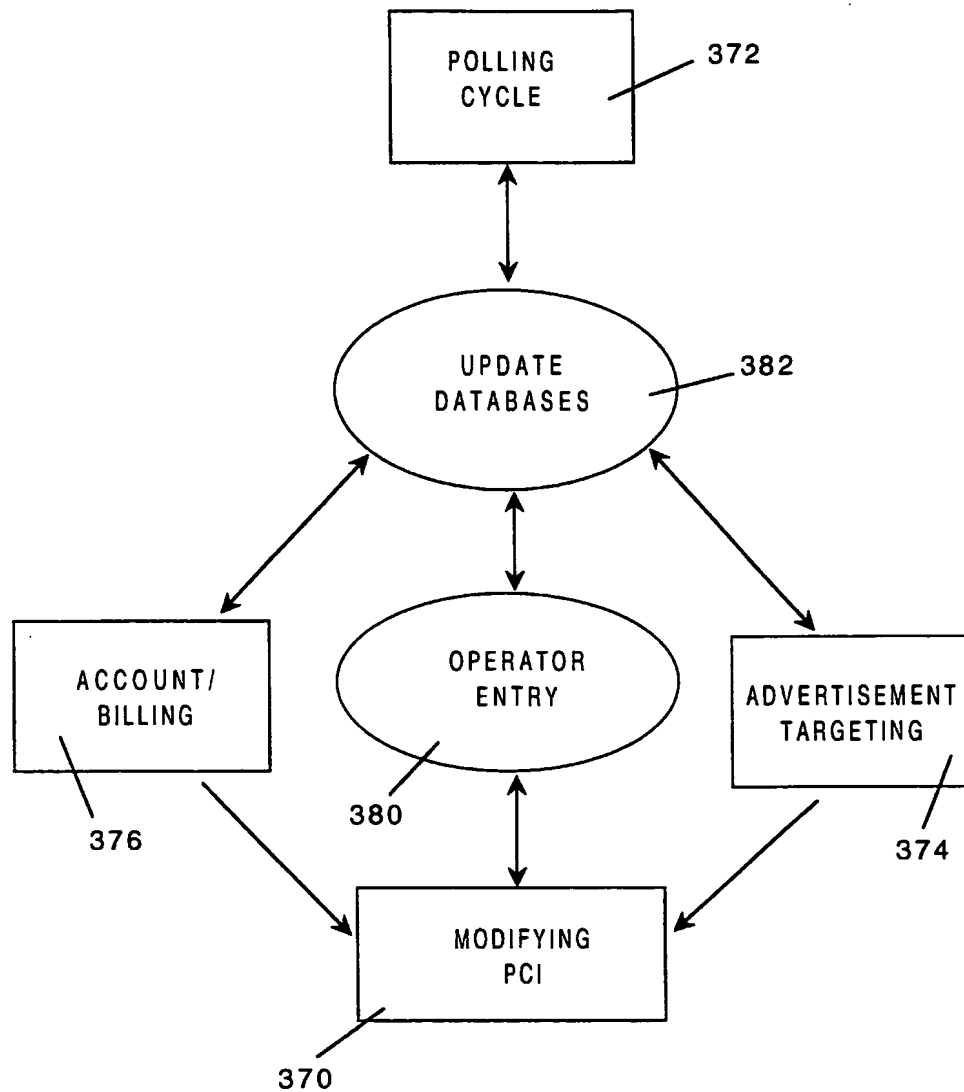 POLLING
CYCLE
372
UPDATE
DATABASES
382
ACCOUNT/
BILLING
376
OPERATOR
ENTRY
380
ADVERTISEMENT
TARGETING
374
MODIFYING
PCI
370